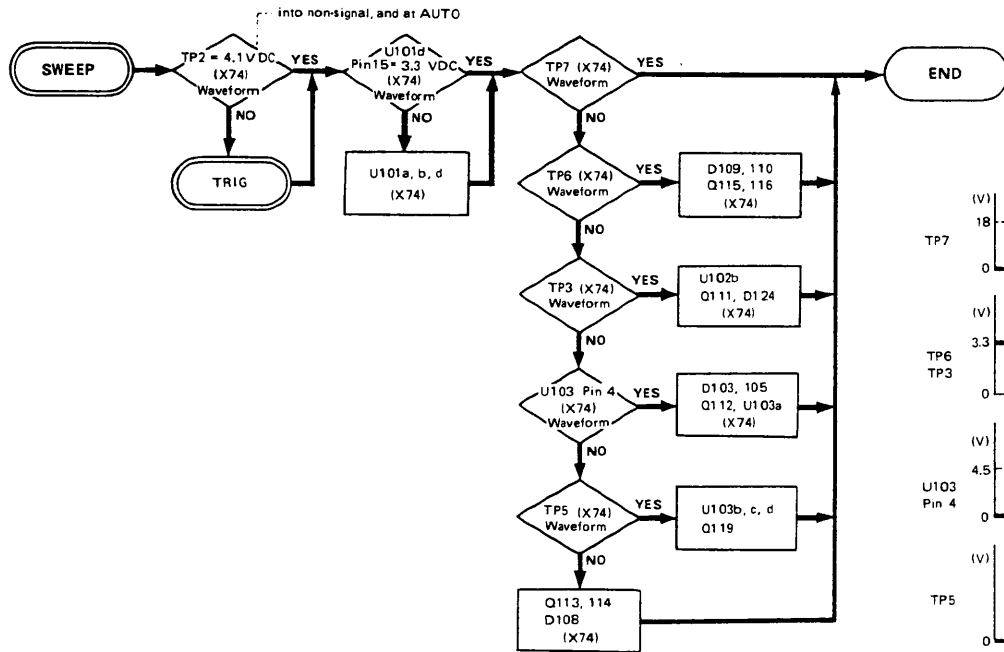 into non-signal, and at AUTO
SWEEP
TP2 = 4.1 V DC
(X74)
Waveform
YES
NO
TRIG
U101d
Pin15= 3.3 VDC
(X74)
Waveform
YES
NO
U101a, b, d
(X74)
TP7 (X74)
Waveform
YES
NO
END
TP6 (X74)
Waveform
YES
NO
D109, 110
Q115, 116
(X74)
TP3 (X74)
Waveform
YES
NO
U102b
Q111, D124
(X74)
U103 Pin 4
(X74)
Waveform
YES
NO
D103, 105
Q112, U103a
(X74)
TP5 (X74)
Waveform
YES
NO
U103b, c, d
Q119
Q113, 114
D108
(X74)
(V)
18
TP7
0
(V)
3.3
TP6
TP3
0
(V)
4.5
U103
Pin 4
0
(V)
TP5
0